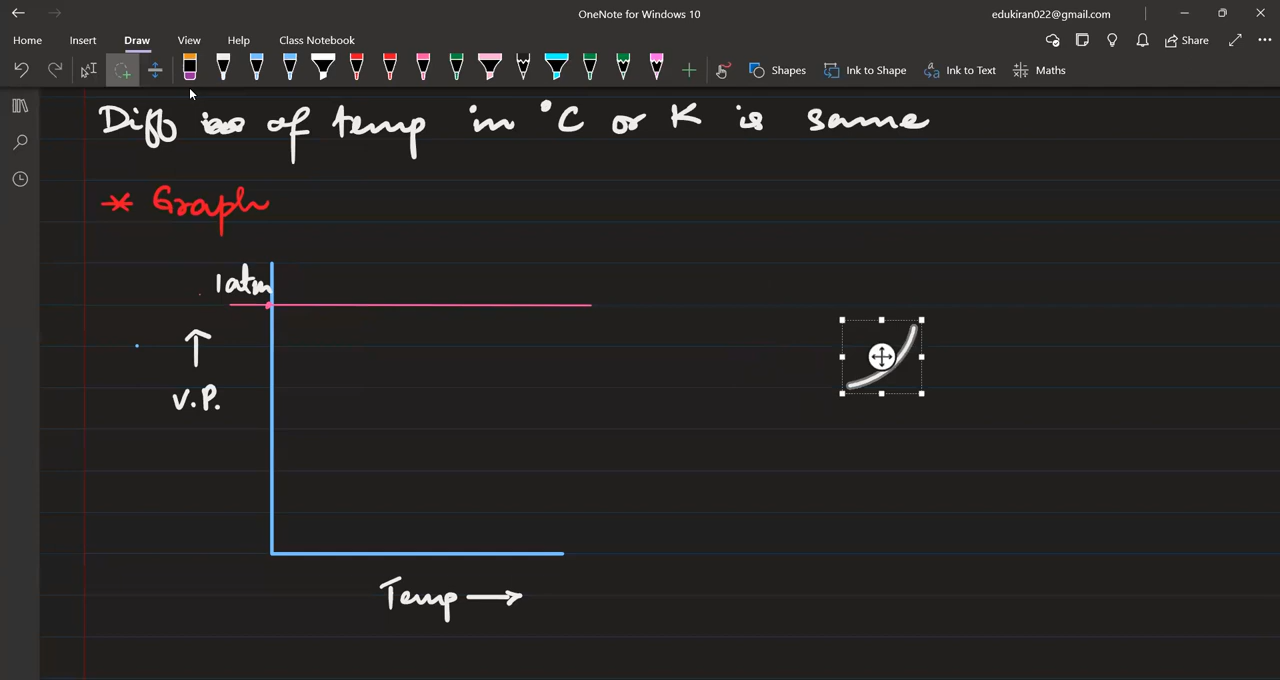 OneNote for Windows 10
edukiran022@gmail.com
Home Insert Draw View Help Class Notebook
Share
Shapes Ink to Shape Ink to Text Maths
Diff of temp in °C or K is same
* Graph
1atm
↑
V.P.
Temp →